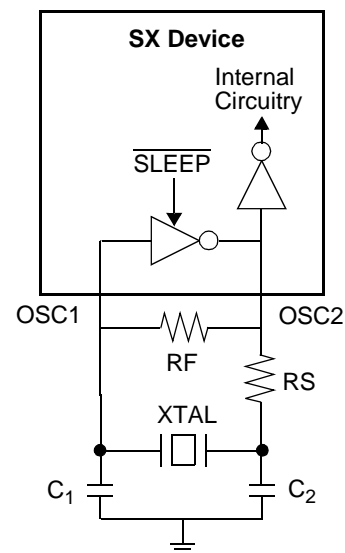 SX Device
Internal
Circuitry
SLEEP
OSC1
OSC2
RF
RS
XTAL
C1
C2